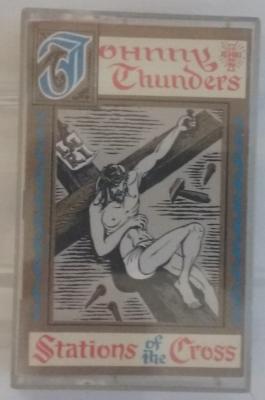 Johnny
Thunders
Stations of the Cross